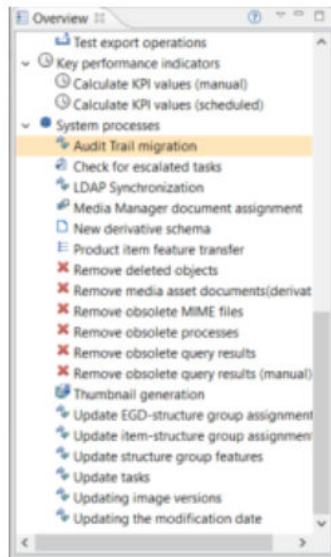 Overview
Test export operations
Key performance indicators
Calculate KPI values (manual)
Calculate KPI values (scheduled)
System processes
Audit Trail migration
Check for escalated tasks
LDAP Synchronization
Media Manager document assignment
New derivative schema
Product item feature transfer
Remove deleted objects
Remove media asset documents(derivat
Remove obsolete MIME files
Remove obsolete processes
Remove obsolete query results
Remove obsolete query results (manual)
Thumbnail generation
Update EGD-structure group assignment
Update item-structure group assignment
Update structure group features
Update tasks
Updating image versions
Updating the modification date